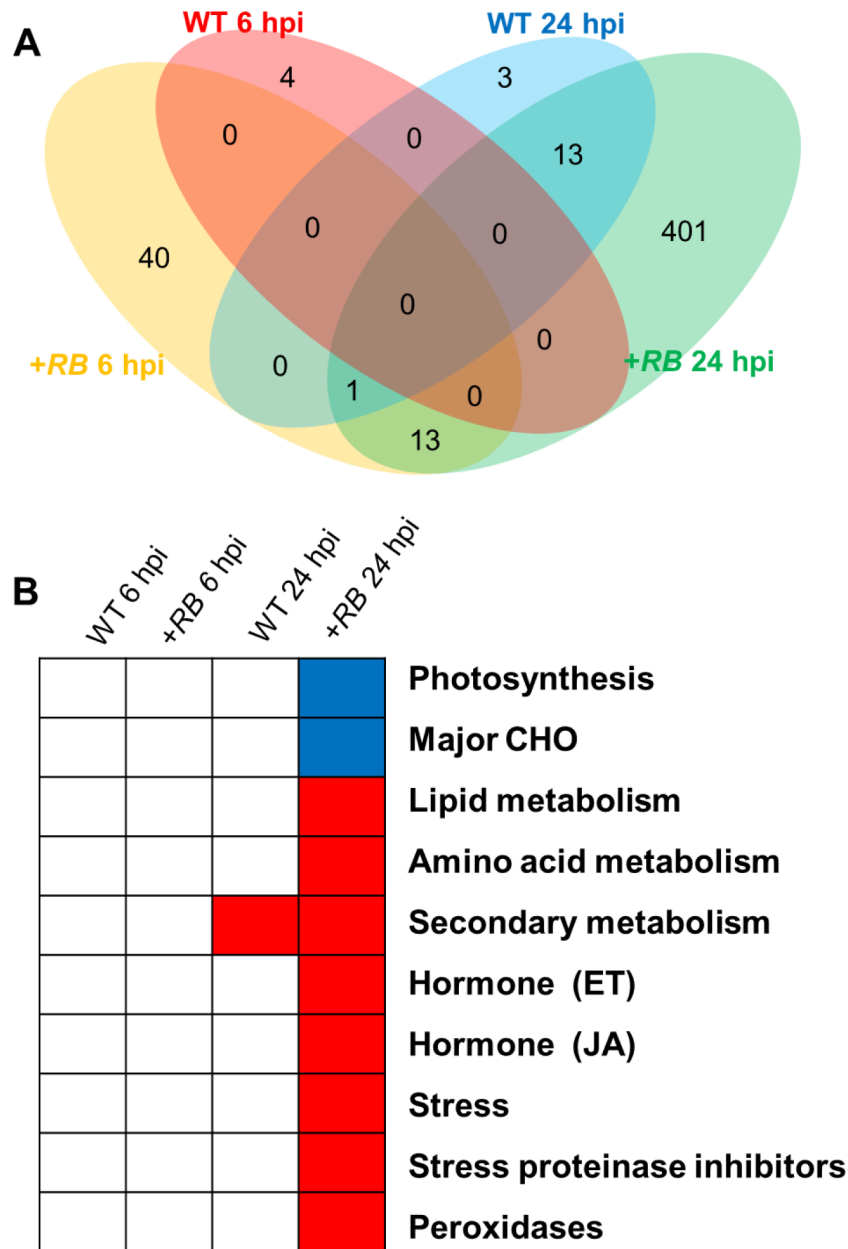 A
WT 6 hpi
WT 24 hpi
4
3
0
0
13
40
0
0
401
0
+RB 6 hpi
0
0
+RB 24 hpi
1
0
13
B
WT 6 hpi
+RB 6 hpi
WT 24 hpi
+RB 24 hpi
Photosynthesis
Major CHO
Lipid metabolism
Amino acid metabolism
Secondary metabolism
Hormone (ET)
Hormone (JA)
Stress
Stress proteinase inhibitors
Peroxidases